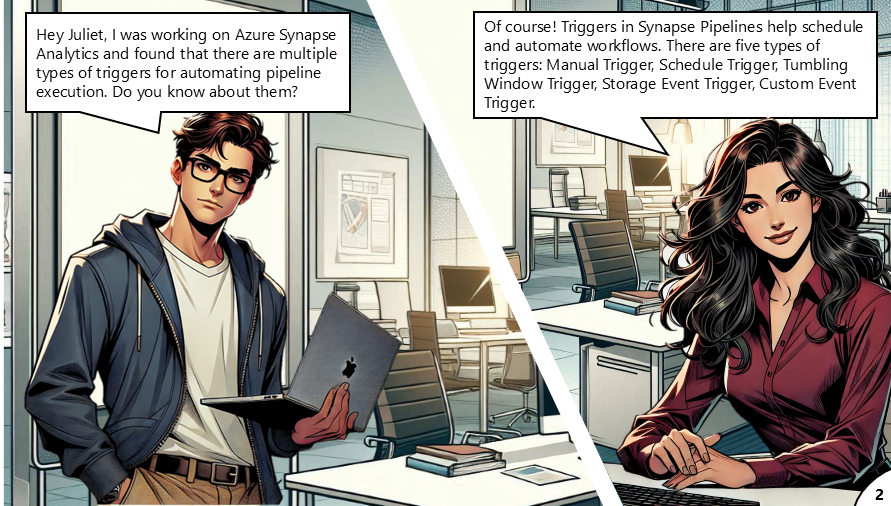 Hey Juliet, I was working on Azure Synapse
Analytics and found that there are multiple
types of triggers for automating pipeline
execution. Do you know about them?
Of course! Triggers in Synapse Pipelines help schedule
and automate workflows. There are five types of
triggers: Manual Trigger, Schedule Trigger, Tumbling
Window Trigger, Storage Event Trigger, Custom Event
Trigger.
2